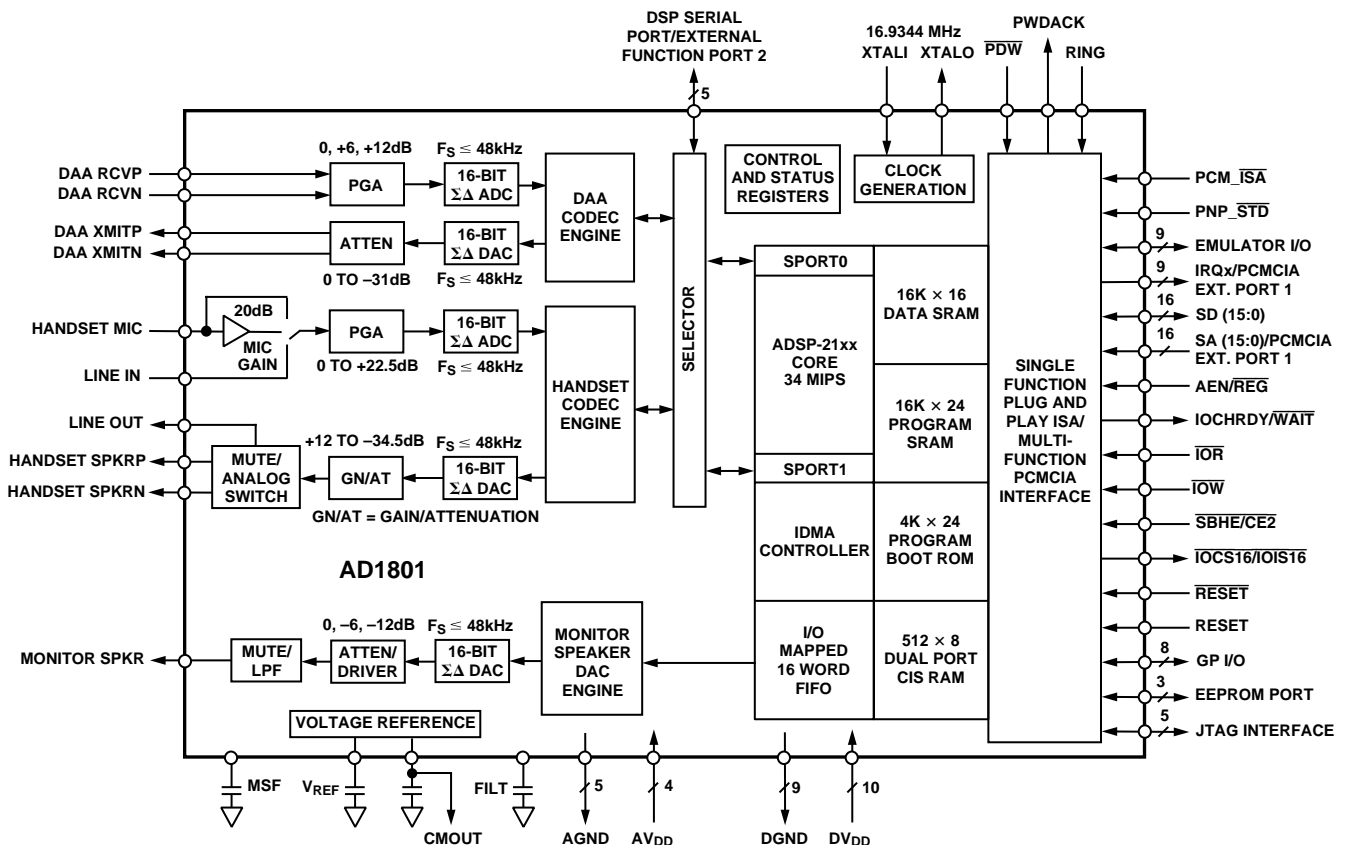 DSP SERIAL
PORT/EXTERNAL
FUNCTION PORT 2
5
16.9344 MHz
XTALI XTALO
PDW
PWDACK
RING
DAA RCVP
DAA RCVN
DAA XMITP
DAA XMITN
HANDSET MIC
LINE IN
LINE OUT
HANDSET SPKRP
HANDSET SPKRN
MONITOR SPKR
0, +6, +12dB
PGA
FS ≤ 48kHz
16-BIT
ΣΔ ADC
ATTEN
0 TO –31dB
16-BIT
ΣΔ DAC
FS ≤ 48kHz
DAA
CODEC
ENGINE
20dB
MIC
GAIN
PGA
0 TO +22.5dB
16-BIT
ΣΔ ADC
FS ≤ 48kHz
HANDSET
CODEC
ENGINE
MUTE/
ANALOG
SWITCH
+12 TO –34.5dB
GN/AT
FS ≤ 48kHz
16-BIT
ΣΔ DAC
GN/AT = GAIN/ATTENUATION
AD1801
MUTE/
LPF
0, –6, –12dB
ATTEN/
DRIVER
FS ≤ 48kHz
16-BIT
ΣΔ DAC
MONITOR
SPEAKER
DAC
ENGINE
VOLTAGE REFERENCE
SELECTOR
CONTROL
AND STATUS
REGISTERS
CLOCK
GENERATION
SPORT0
ADSP-21xx
CORE
34 MIPS
SPORT1
IDMA
CONTROLLER
I/O
MAPPED
16 WORD
FIFO
16K × 16
DATA SRAM
16K × 24
PROGRAM
SRAM
4K × 24
PROGRAM
BOOT ROM
512 × 8
DUAL PORT
CIS RAM
SINGLE
FUNCTION
PLUG AND
PLAY ISA/
MULTI-
FUNCTION
PCMCIA
INTERFACE
PCM_ISA
PNP_STD
9
EMULATOR I/O
9
IRQx/PCMCIA
EXT. PORT 1
16
SD (15:0)
16
SA (15:0)/PCMCIA
EXT. PORT 1
AEN/REG
IOCHRDY/WAIT
IOR
IOW
SBHE/CE2
IOCS16/IOIS16
RESET
RESET
8
GP I/O
3
EEPROM PORT
5
JTAG INTERFACE
MSF
VREF
CMOUT
FILT
5
AGND
4
AVDD
9
DGND
10
DVDD